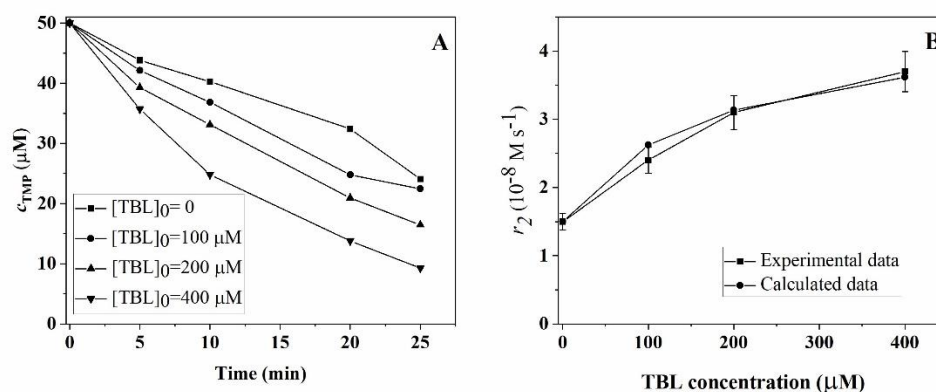 A
50
40
30
20
10
0
c_TMP (μM)
[TBL]0= 0
[TBL]0=100 μM
[TBL]0=200 μM
[TBL]0=400 μM
0 5 10 15 20 25
Time (min)
B
4
3
2
1
0
r_2 (10^-8 M s^-1)
Experimental data
Calculated data
0 100 200 300 400
TBL concentration (μM)